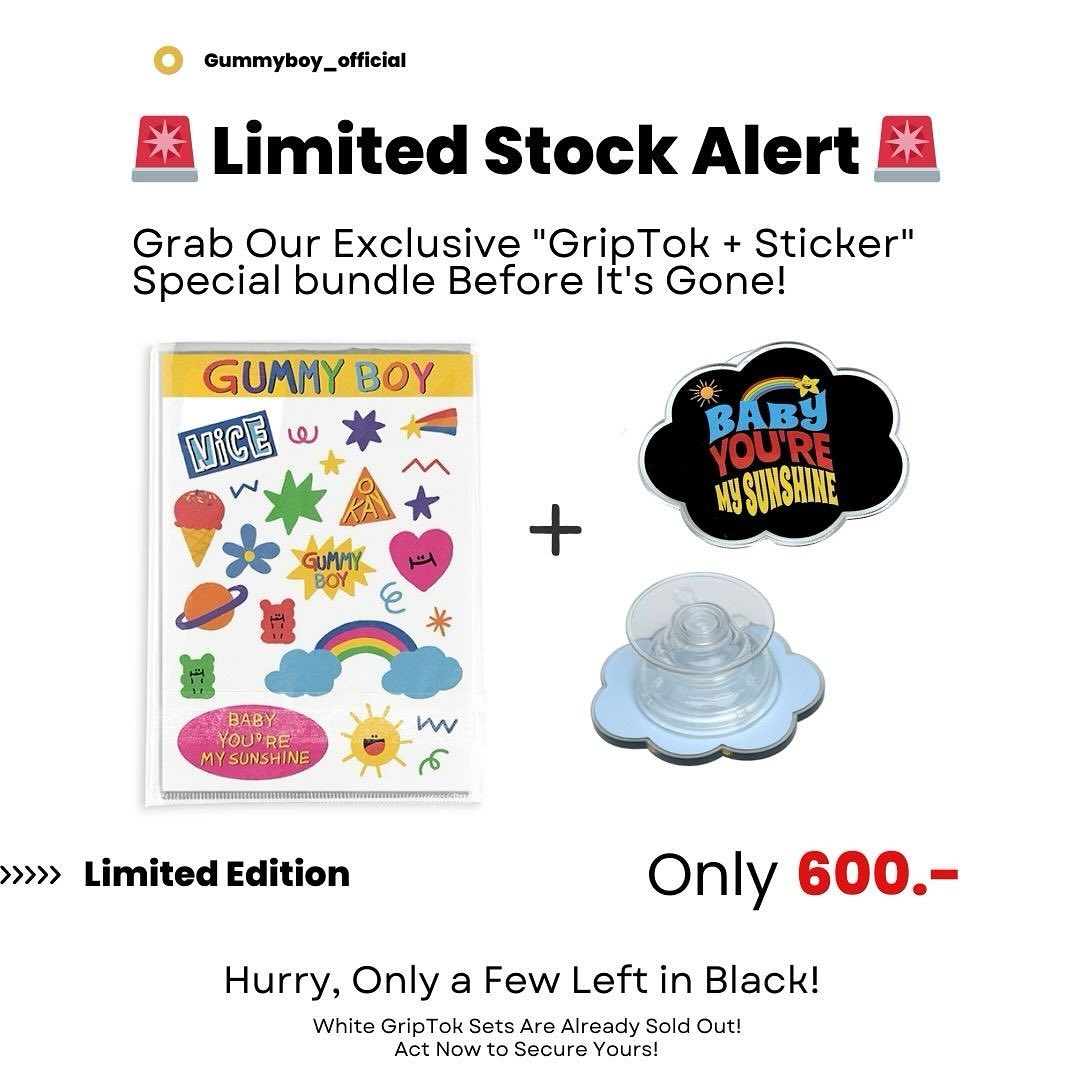 Gummyboy_official
🚨 Limited Stock Alert 🚨
Grab Our Exclusive "GripTok + Sticker"
Special bundle Before It's Gone!
GUMMY BOY
NiCE
O
KAY
GUMMY
BOY
BABY
YOU'RE
MY SUNSHINE
+
BABY
YOU'RE
MY SUNSHINE
>>>>> Limited Edition
Only 600.-
Hurry, Only a Few Left in Black!
White GripTok Sets Are Already Sold Out!
Act Now to Secure Yours!